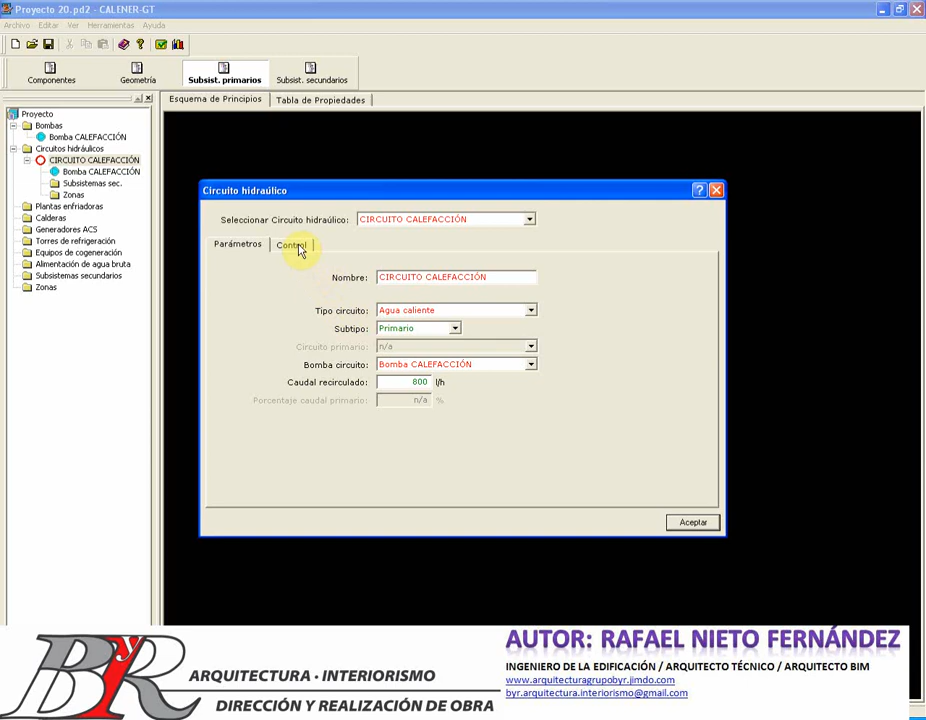 Proyecto 20.pd2 - CALENER-GT
Archivo Editar Ver Herramientas Ayuda
Componentes Geometría Subsist. primarios Subsist. secundarios
Esquema de Principios Tabla de Propiedades
Proyecto
Bombas
Bomba CALEFACCIÓN
Circuitos hidráulicos
CIRCUITO CALEFACCIÓN
Bomba CALEFACCIÓN
Subsistemas sec.
Zonas
Plantas enfriadoras
Calderas
Generadores ACS
Torres de refrigeración
Equipos de cogeneración
Alimentación de agua bruta
Subsistemas secundarios
Zonas
Circuito hidraúlico
Seleccionar Circuito hidraúlico: CIRCUITO CALEFACCIÓN
Parámetros Control
Nombre: CIRCUITO CALEFACCIÓN
Tipo circuito: Agua caliente
Subtipo: Primario
Circuito primario: n/a
Bomba circuito: Bomba CALEFACCIÓN
Caudal recirculado: 800 l/h
Porcentaje caudal primario: n/a %
Aceptar
ByR
ARQUITECTURA · INTERIORISMO
DIRECCIÓN Y REALIZACIÓN DE OBRA
AUTOR: RAFAEL NIETO FERNÁNDEZ
INGENIERO DE LA EDIFICACIÓN / ARQUITECTO TÉCNICO / ARQUITECTO BIM
www.arquitecturagrupobyr.jimdo.com
byr.arquitectura.interiorismo@gmail.com